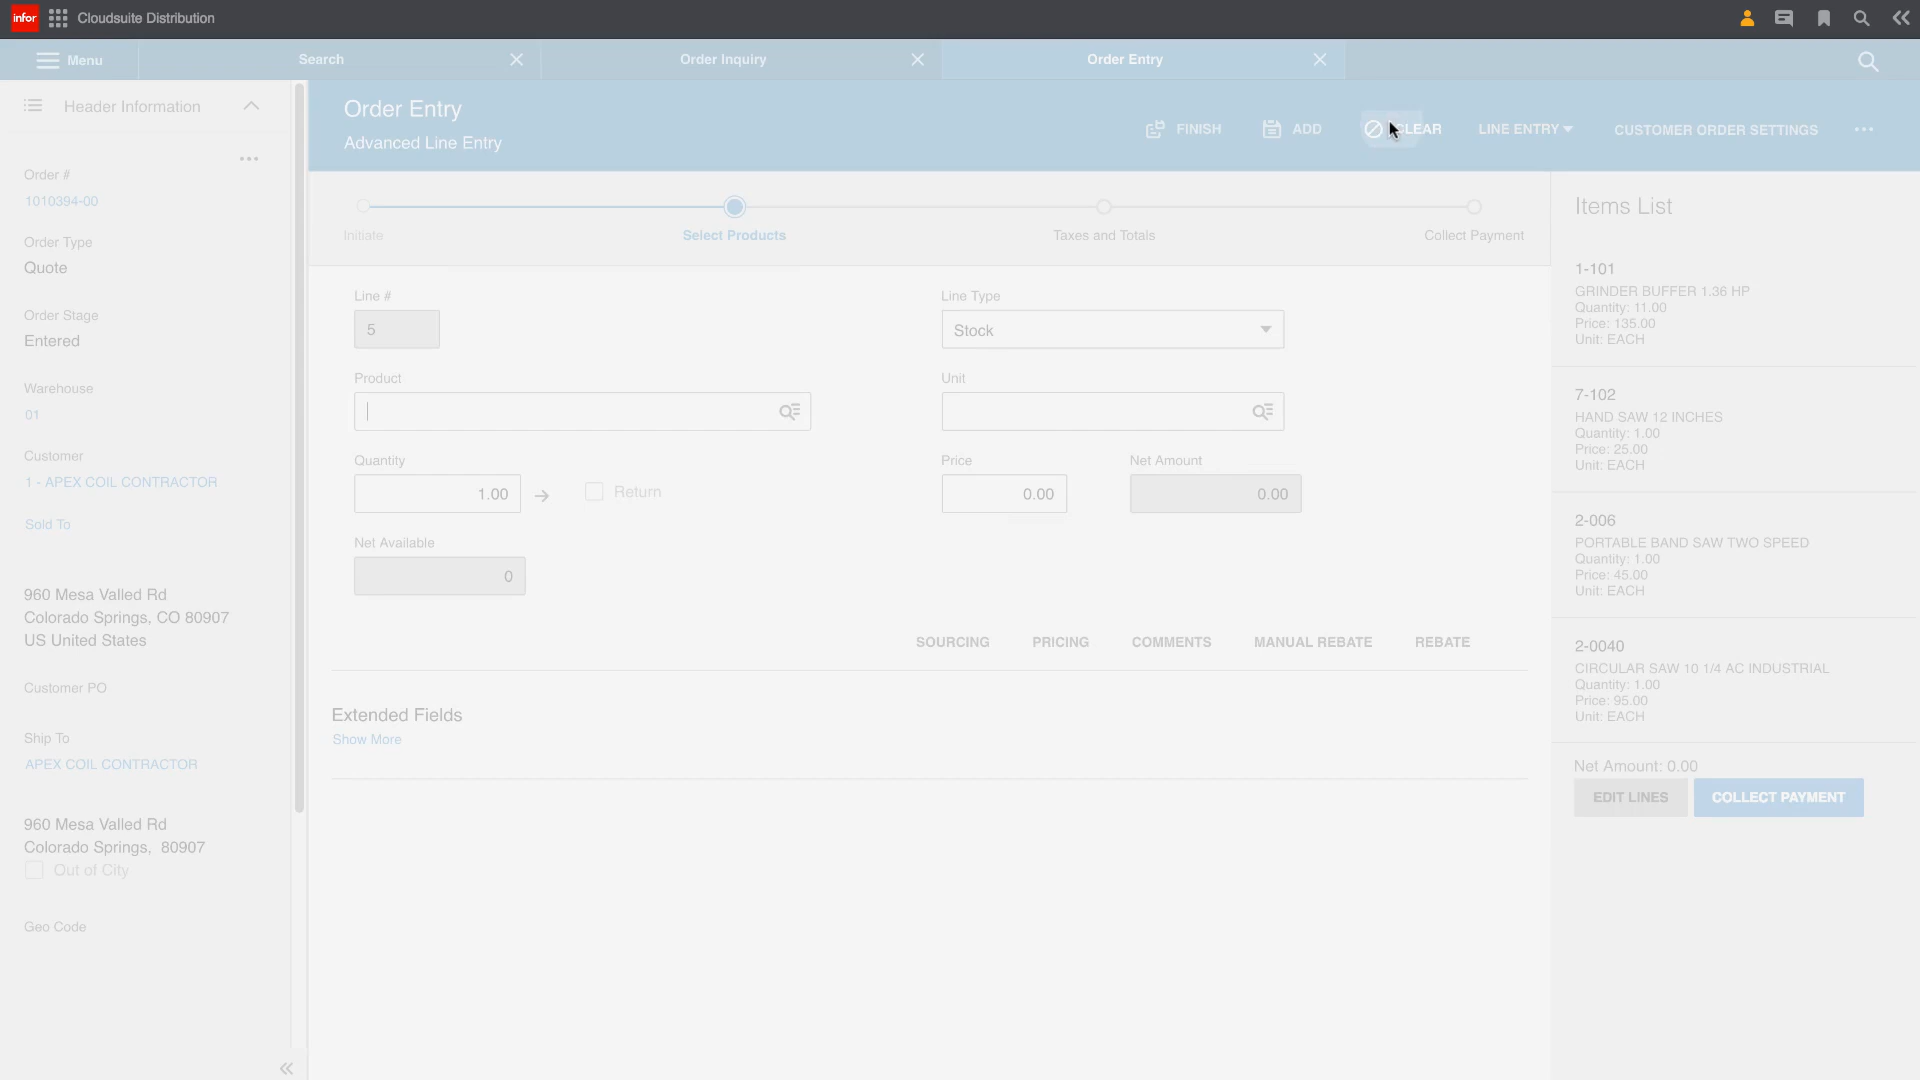 infor
Cloudsuite Distribution
Menu
Search
Order Inquiry
Order Entry
Header Information
Order #
1010394-00
Order Type
Quote
Order Stage
Entered
Warehouse
01
Customer
1 - APEX COIL CONTRACTOR
Sold To
960 Mesa Valled Rd
Colorado Springs, CO 80907
US United States
Customer PO
Ship To
APEX COIL CONTRACTOR
960 Mesa Valled Rd
Colorado Springs,  80907
Out of City
Geo Code
Order Entry
Advanced Line Entry
FINISH
ADD
CLEAR
LINE ENTRY
CUSTOMER ORDER SETTINGS
Initiate
Select Products
Taxes and Totals
Collect Payment
Line #
5
Line Type
Stock
Product
Unit
Quantity
1.00
Return
Price
0.00
Net Amount
0.00
Net Available
0
SOURCING
PRICING
COMMENTS
MANUAL REBATE
REBATE
Extended Fields
Show More
Items List
1-101
GRINDER BUFFER 1.36 HP
Quantity: 11.00
Price: 135.00
Unit: EACH
7-102
HAND SAW 12 INCHES
Quantity: 1.00
Price: 25.00
Unit: EACH
2-006
PORTABLE BAND SAW TWO SPEED
Quantity: 1.00
Price: 45.00
Unit: EACH
2-0040
CIRCULAR SAW 10 1/4 AC INDUSTRIAL
Quantity: 1.00
Price: 95.00
Unit: EACH
Net Amount: 0.00
EDIT LINES
COLLECT PAYMENT